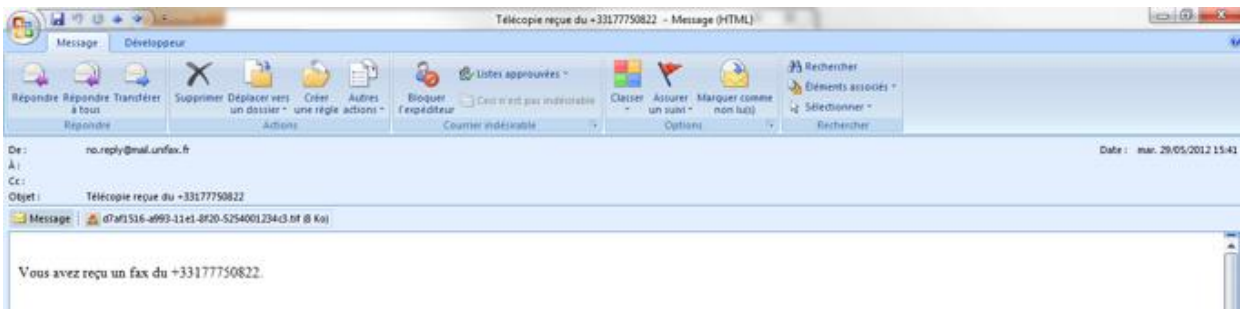 Télécopie reçue du +33177750822 - Message (HTML)
Message Développeur
Répondre Répondre à tous Transférer Supprimer Déplacer vers un dossier Créer une règle Autres actions Bloquer l'expéditeur Listes approuvées Ceci n'est pas indésirable Classer Assurer un suivi Marquer comme non lu(s) Rechercher
Éléments associés
Sélectionner
Répondre Actions Courrier indésirable Options Rechercher
De : no.reply@mail.unifax.fr Date : mar. 29/05/2012 15:41
À :
Cc :
Objet : Télécopie reçue du +33177750822
Message d7af1516-a993-11e1-8f20-5254001234c3.tif (8 Ko)
Vous avez reçu un fax du +33177750822.